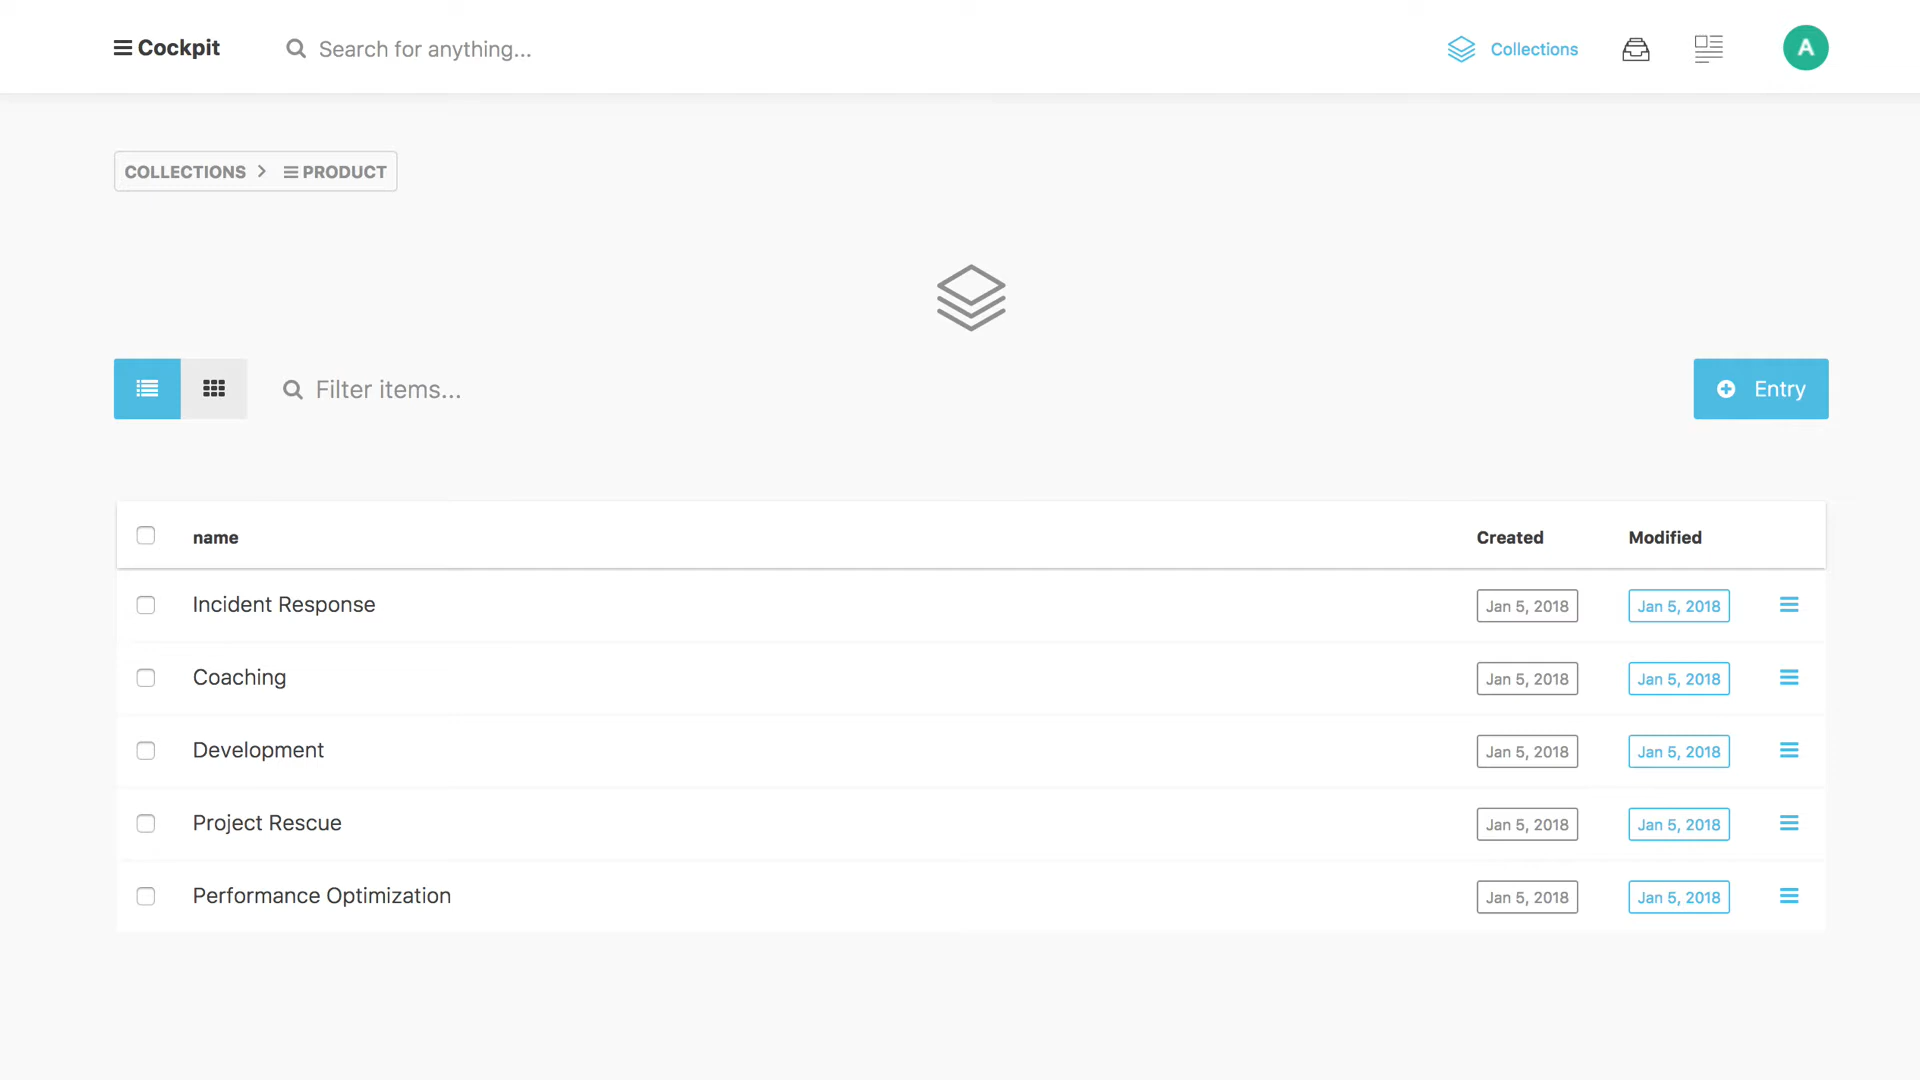 Cockpit
Search for anything...
Collections
A
COLLECTIONS
PRODUCT
Filter items...
Entry
name Created Modified
Incident Response Jan 5, 2018 Jan 5, 2018
Coaching Jan 5, 2018 Jan 5, 2018
Development Jan 5, 2018 Jan 5, 2018
Project Rescue Jan 5, 2018 Jan 5, 2018
Performance Optimization Jan 5, 2018 Jan 5, 2018